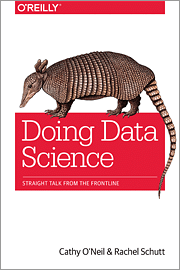 O'REILLY®
Doing Data
Science
STRAIGHT TALK FROM THE FRONTLINE
Cathy O'Neil & Rachel Schutt